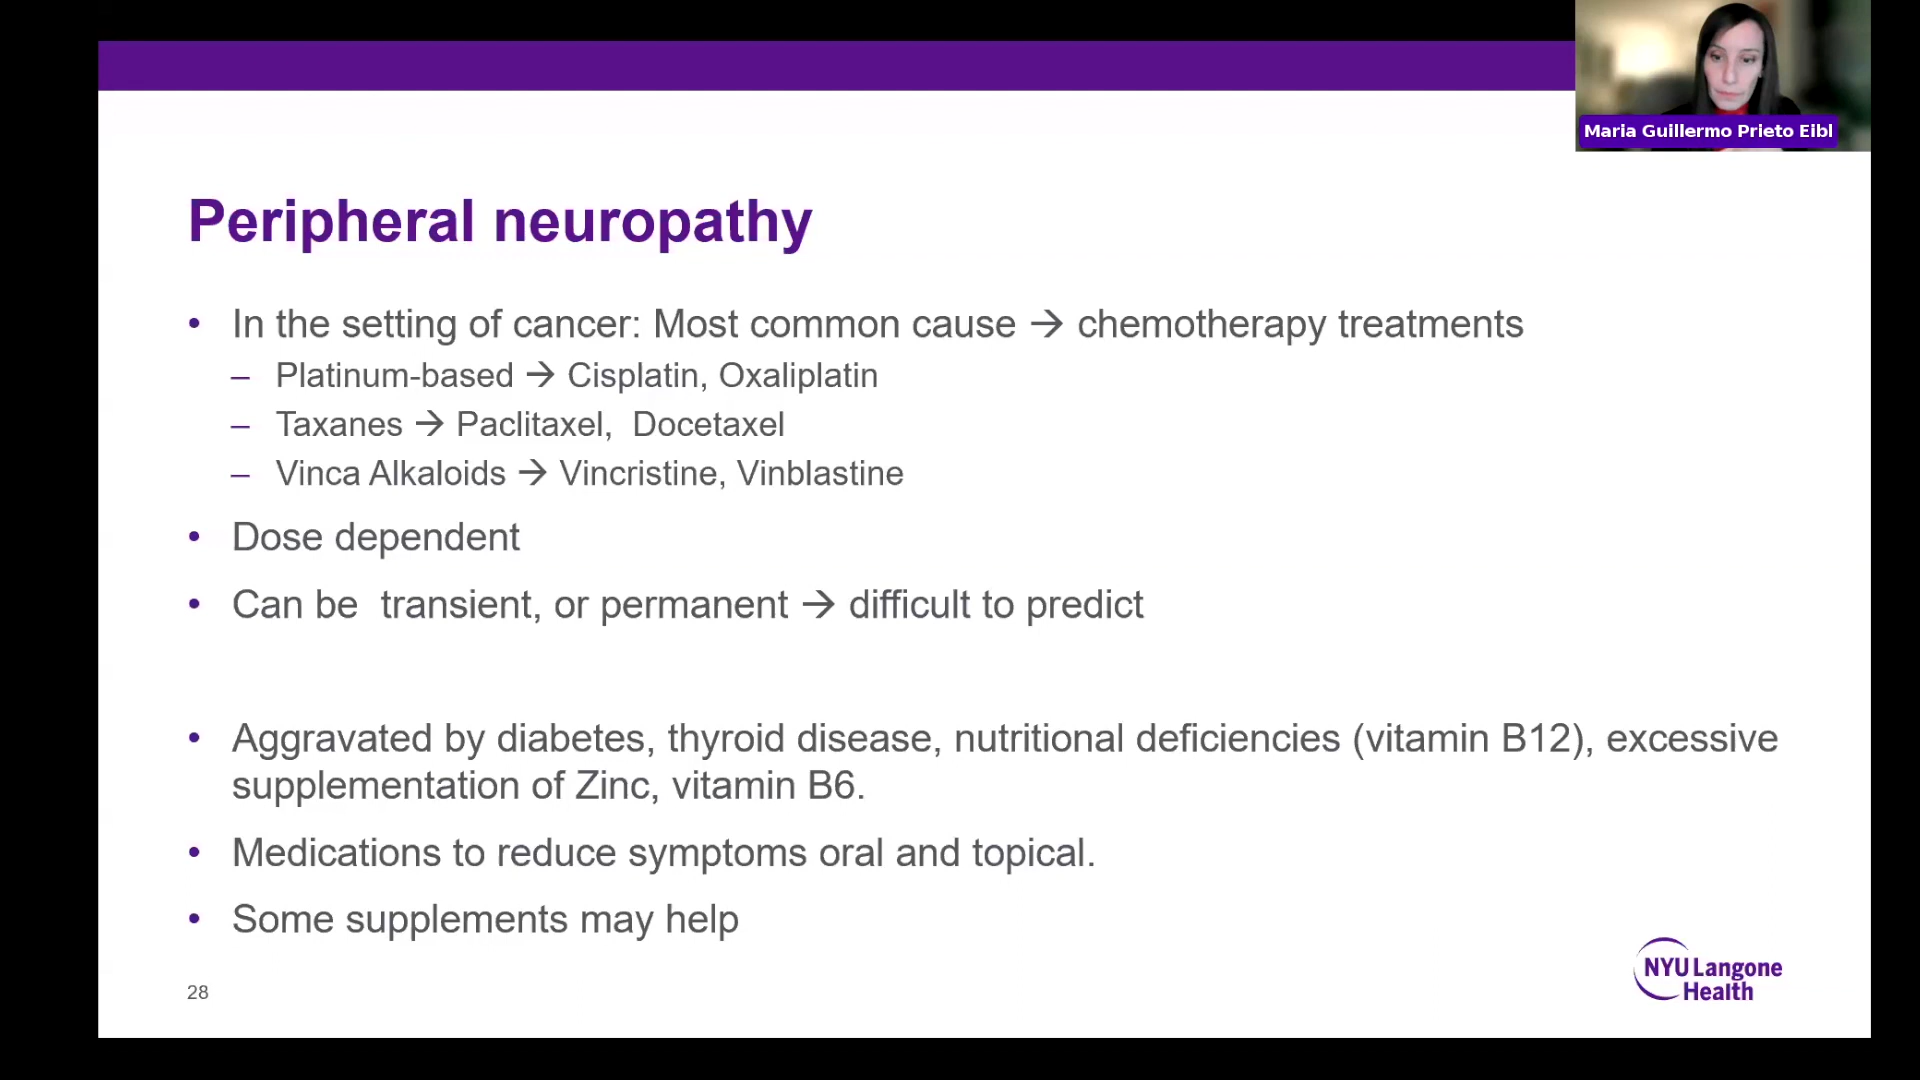 Maria Guillermo Prieto Eibl
Peripheral neuropathy
• In the setting of cancer: Most common cause → chemotherapy treatments
– Platinum-based → Cisplatin, Oxaliplatin
– Taxanes → Paclitaxel,  Docetaxel
– Vinca Alkaloids → Vincristine, Vinblastine
• Dose dependent
• Can be  transient, or permanent → difficult to predict
• Aggravated by diabetes, thyroid disease, nutritional deficiencies (vitamin B12), excessive
supplementation of Zinc, vitamin B6.
• Medications to reduce symptoms oral and topical.
• Some supplements may help
28
NYU Langone
Health